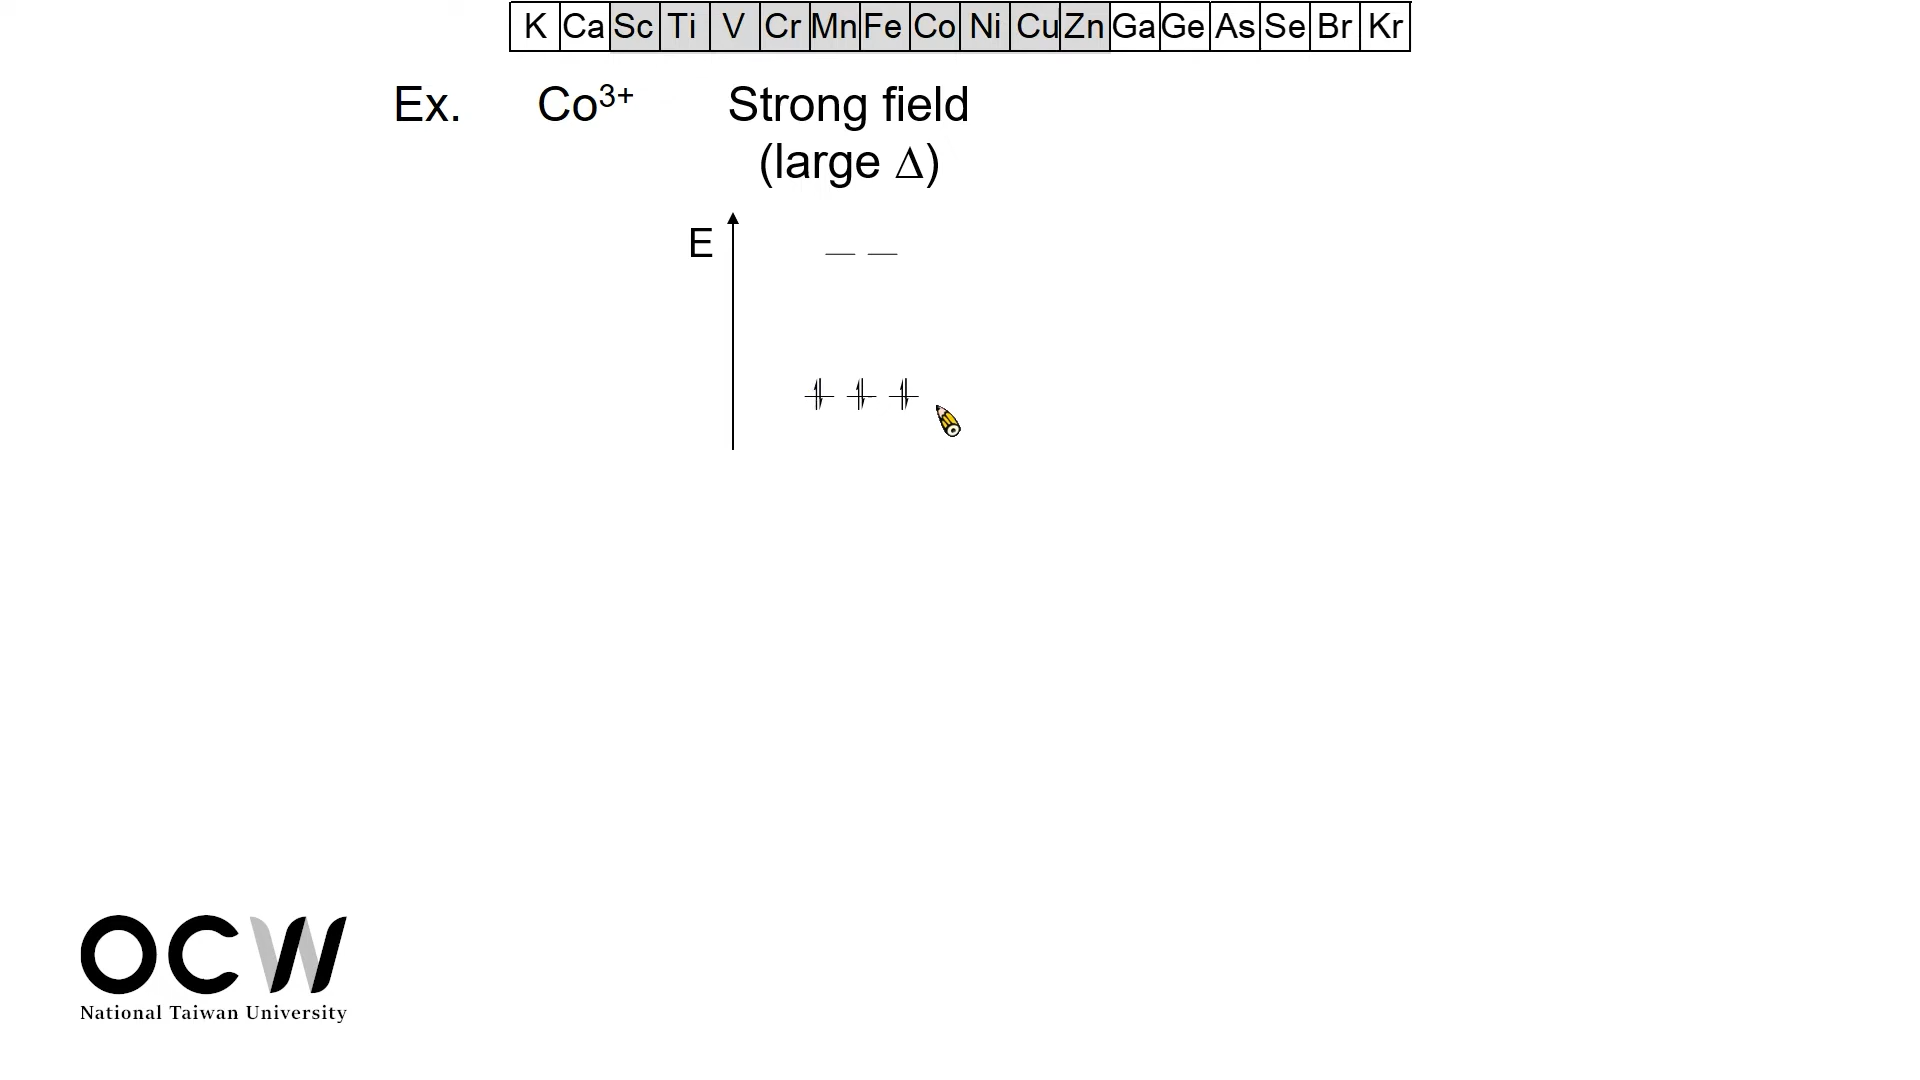 K Ca Sc Ti V Cr Mn Fe Co Ni Cu Zn Ga Ge As Se Br Kr
Ex. Co³⁺ Strong field
(large Δ)
E
OCW
National Taiwan University